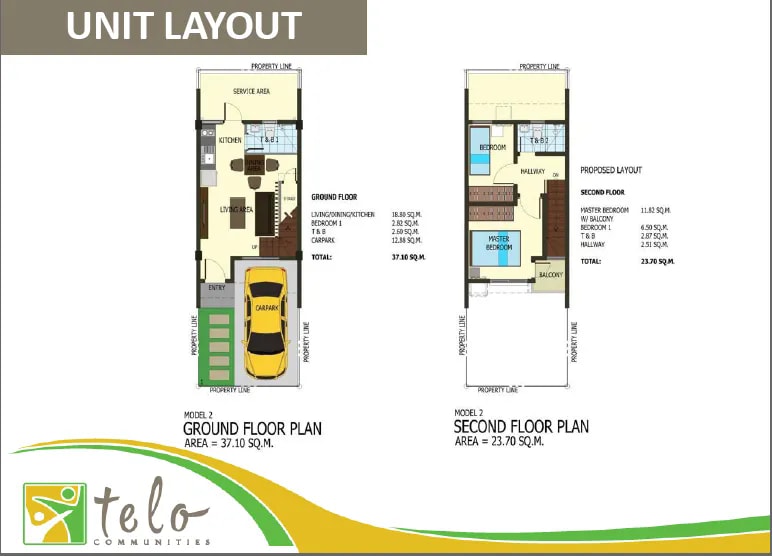 UNIT LAYOUT
PROPERTY LINE
SERVICE AREA
KITCHEN
T & B 1
DINING
AREA
LIVING AREA
UP
ENTRY
CARPARK
PROPERTY LINE
PROPERTY LINE
PROPERTY LINE
MODEL 2
GROUND FLOOR PLAN
AREA = 37.10 SQ.M.
GROUND FLOOR
LIVING/DINING/KITCHEN 18.80 SQ.M.
BEDROOM 1 2.82 SQ.M.
T & B 2.60 SQ.M.
CARPARK 12.88 SQ.M.
TOTAL: 37.10 SQ.M.
PROPERTY LINE
BEDROOM
T & B 2
HALLWAY
DN
MASTER
BEDROOM
BALCONY
PROPERTY LINE
PROPERTY LINE
PROPERTY LINE
MODEL 2
SECOND FLOOR PLAN
AREA = 23.70 SQ.M.
PROPOSED LAYOUT
SECOND FLOOR
MASTER BEDROOM 11.82 SQ.M.
W/ BALCONY
BEDROOM 1 6.50 SQ.M.
T & B 2.87 SQ.M.
HALLWAY 2.51 SQ.M.
TOTAL: 23.70 SQ.M.
telo
COMMUNITIES